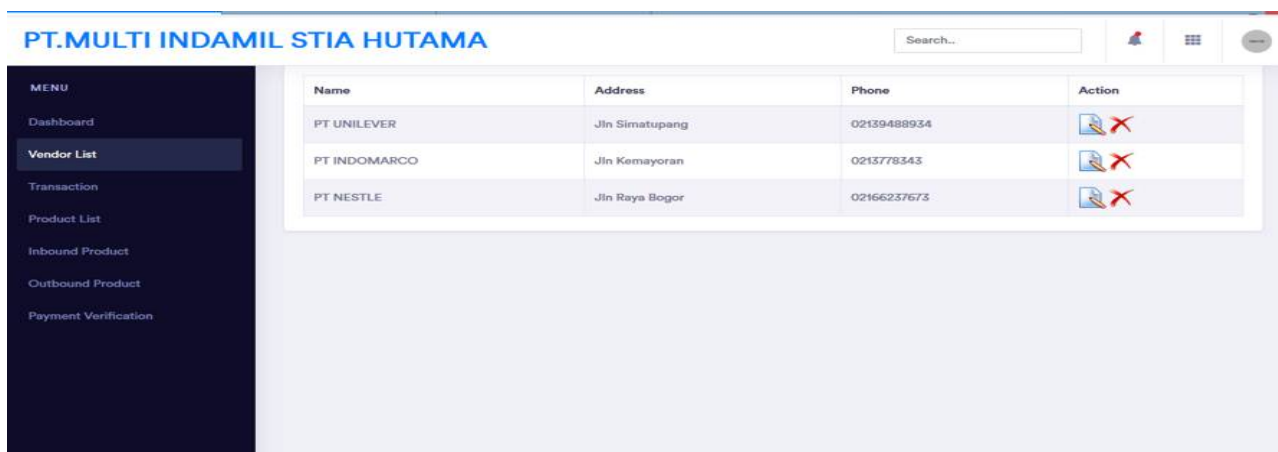 PT.MULTI INDAMIL STIA HUTAMA
Search..
MENU
Dashboard
Vendor List
Transaction
Product List
Inbound Product
Outbound Product
Payment Verification
Name Address Phone Action
PT UNILEVER Jln Simatupang 02139488934
PT INDOMARCO Jln Kemayoran 0213778343
PT NESTLE Jln Raya Bogor 02166237673